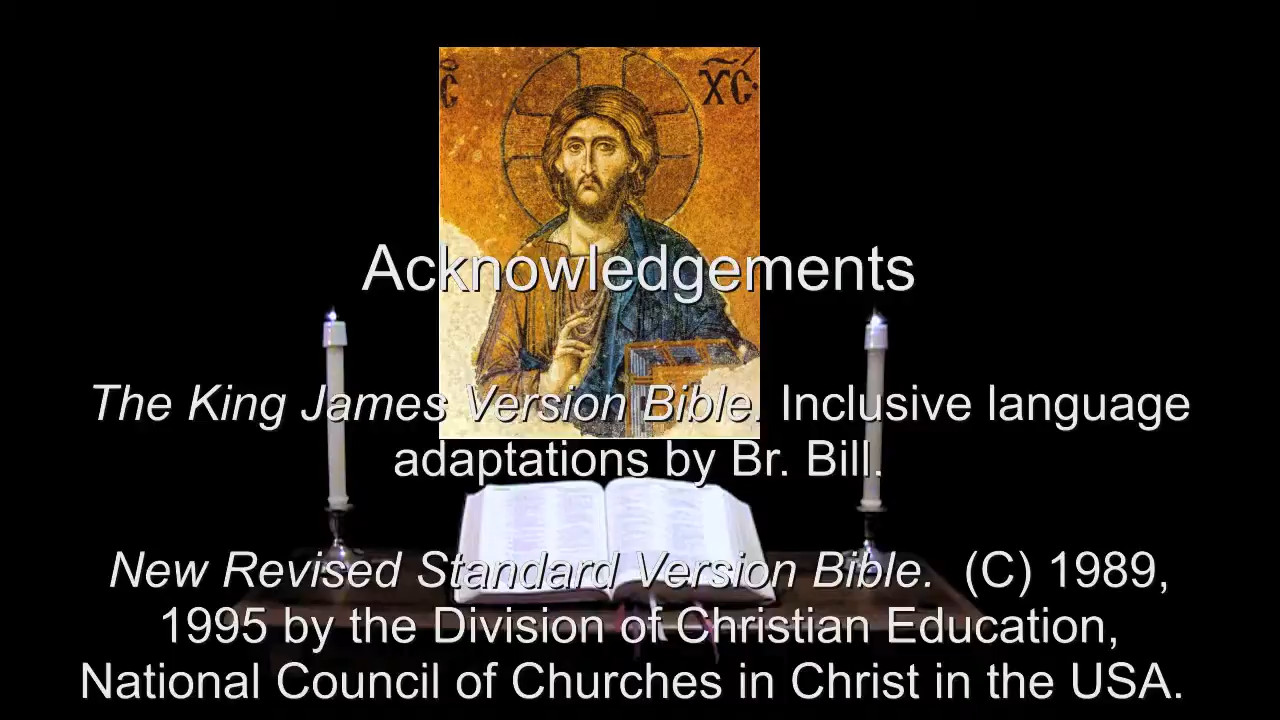 C̄ X͞C·
Acknowledgements
The King James Version Bible. Inclusive language
adaptations by Br. Bill.
New Revised Standard Version Bible. (C) 1989,
1995 by the Division of Christian Education,
National Council of Churches in Christ in the USA.